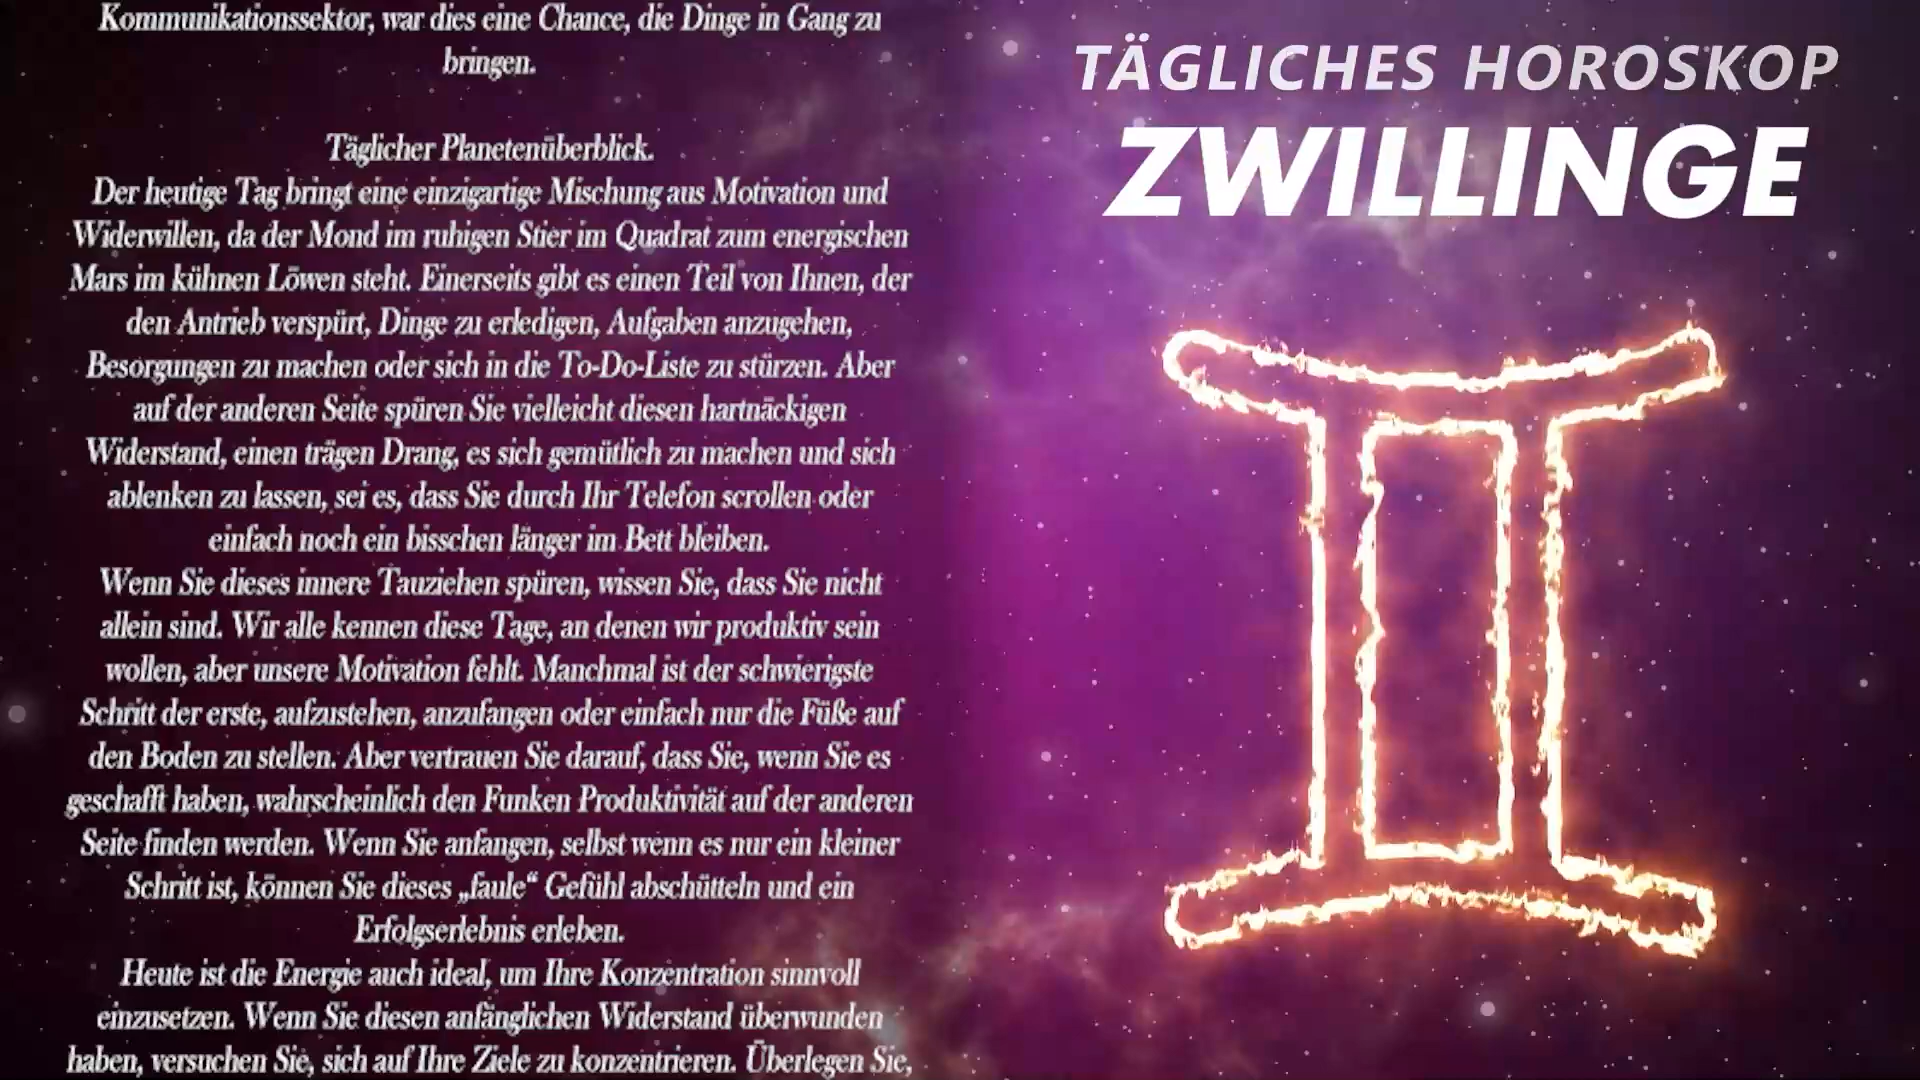 Kommunikationssektor, war dies eine Chance, die Dinge in Gang zu
bringen.
Täglicher Planetenüberblick.
Der heutige Tag bringt eine einzigartige Mischung aus Motivation und
Widerwillen, da der Mond im ruhigen Stier im Quadrat zum energischen
Mars im kühnen Löwen steht. Einerseits gibt es einen Teil von Ihnen, der
den Antrieb verspürt, Dinge zu erledigen, Aufgaben anzugehen,
Besorgungen zu machen oder sich in die To-Do-Liste zu stürzen. Aber
auf der anderen Seite spüren Sie vielleicht diesen hartnäckigen
Widerstand, einen trägen Drang, es sich gemütlich zu machen und sich
ablenken zu lassen, sei es, dass Sie durch Ihr Telefon scrollen oder
einfach noch ein bisschen länger im Bett bleiben.
Wenn Sie dieses innere Tauziehen spüren, wissen Sie, dass Sie nicht
allein sind. Wir alle kennen diese Tage, an denen wir produktiv sein
wollen, aber unsere Motivation fehlt. Manchmal ist der schwierigste
Schritt der erste, aufzustehen, anzufangen oder einfach nur die Füße auf
den Boden zu stellen. Aber vertrauen Sie darauf, dass Sie, wenn Sie es
geschafft haben, wahrscheinlich den Funken Produktivität auf der anderen
Seite finden werden. Wenn Sie anfangen, selbst wenn es nur ein kleiner
Schritt ist, können Sie dieses „faule“ Gefühl abschütteln und ein
Erfolgserlebnis erleben.
Heute ist die Energie auch ideal, um Ihre Konzentration sinnvoll
einzusetzen. Wenn Sie diesen anfänglichen Widerstand überwunden
haben, versuchen Sie, sich auf Ihre Ziele zu konzentrieren. Überlegen Sie,
TÄGLICHES HOROSKOP
ZWILLINGE